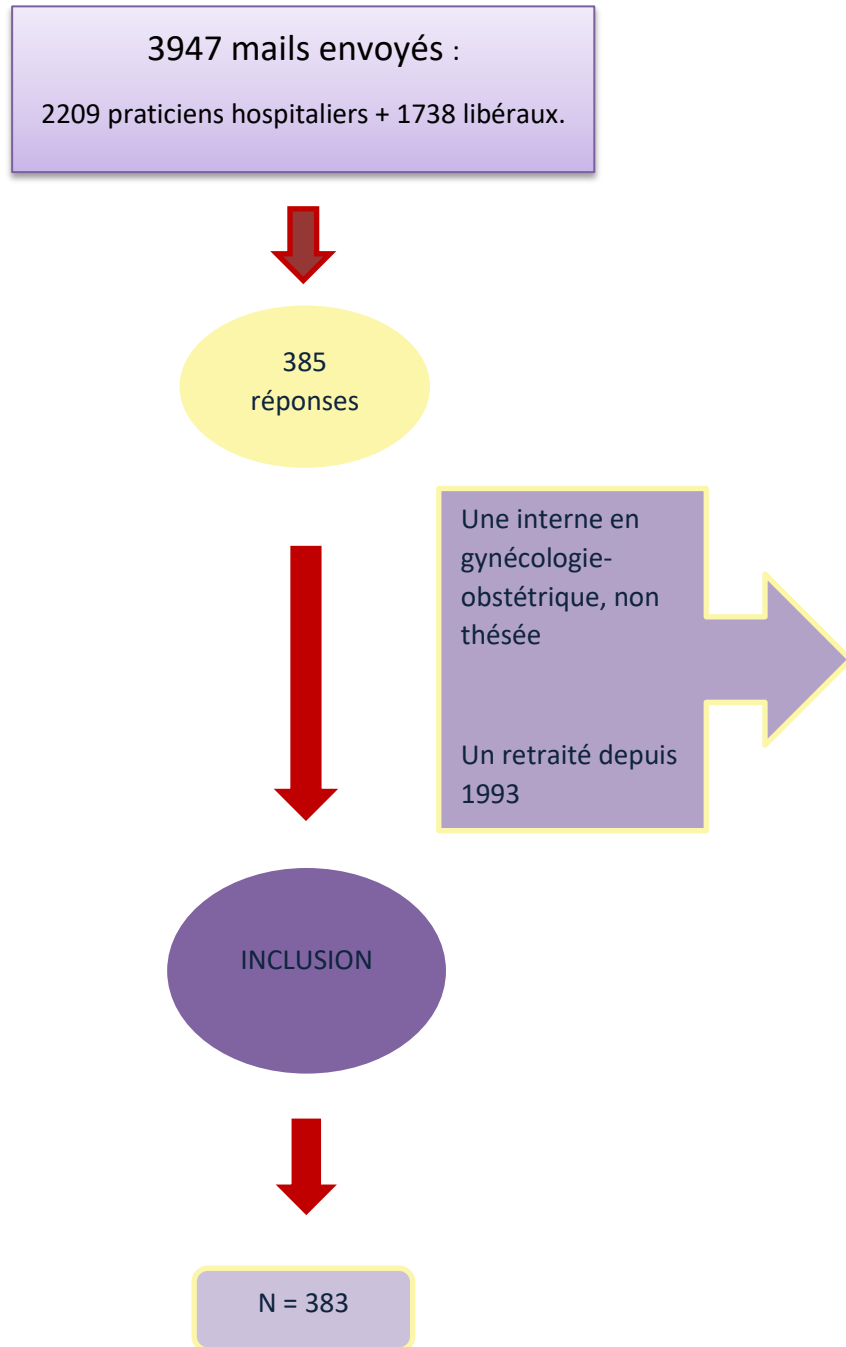 3947 mails envoyés :
2209 praticiens hospitaliers + 1738 libéraux.
385
réponses
Une interne en
gynécologie-
obstétrique, non
thésée
Un retraité depuis
1993
INCLUSION
N = 383